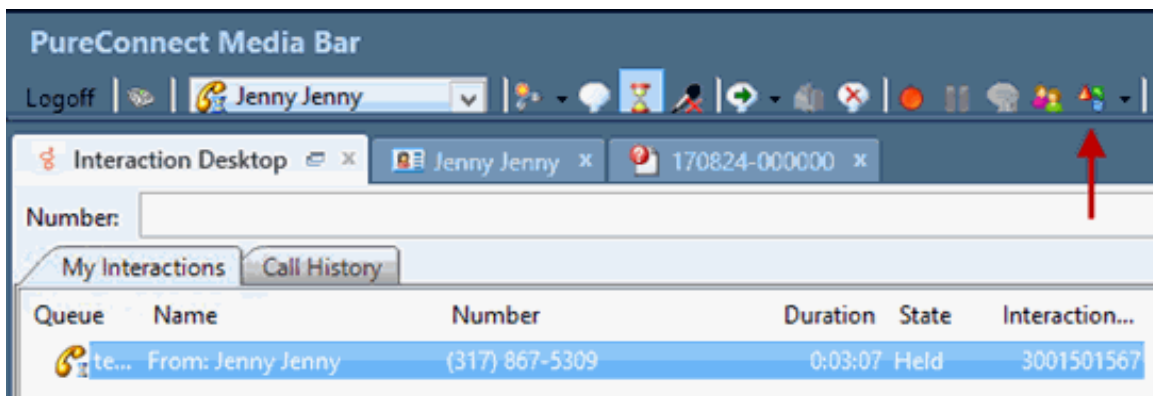 PureConnect Media Bar
Logoff Jenny Jenny
Interaction Desktop Jenny Jenny 170824-000000
Number:
My Interactions Call History
Queue Name Number Duration State Interaction...
te... From: Jenny Jenny (317) 867-5309 0:03:07 Held 3001501567